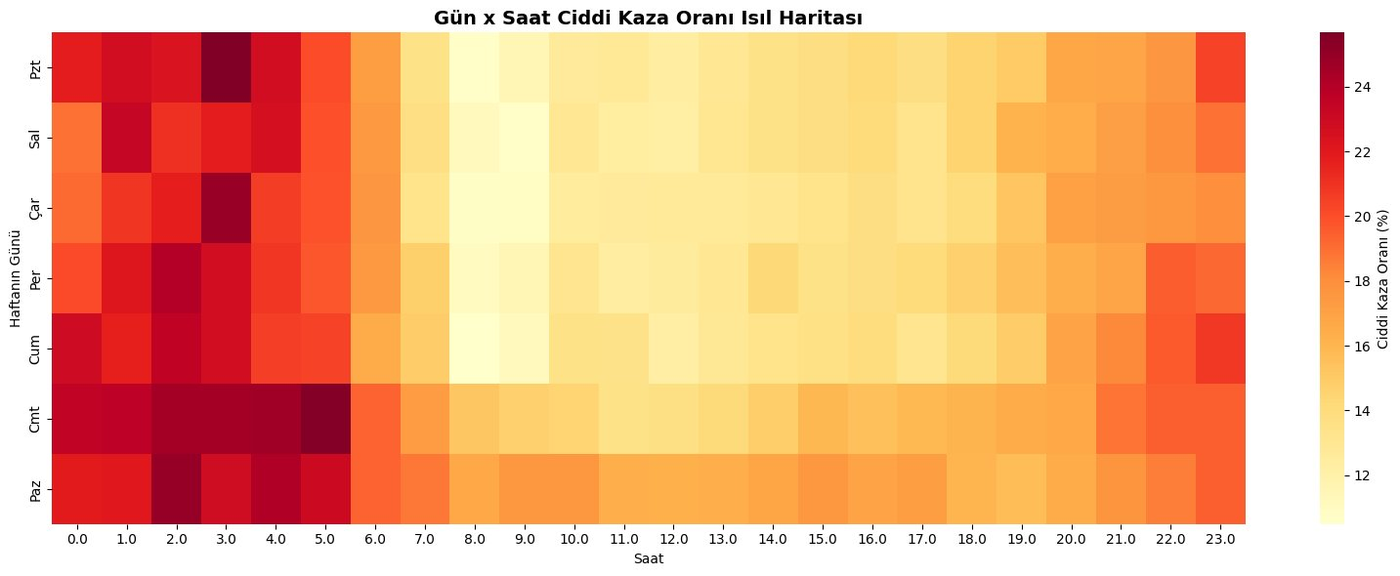 Gün x Saat Ciddi Kaza Oranı Isıl Haritası
Haftanın Günü
Pzt
Sal
Çar
Per
Cum
Cmt
Paz
0.0 1.0 2.0 3.0 4.0 5.0 6.0 7.0 8.0 9.0 10.0 11.0 12.0 13.0 14.0 15.0 16.0 17.0 18.0 19.0 20.0 21.0 22.0 23.0
Saat
24
22
20
18
16
14
12
Ciddi Kaza Oranı (%)